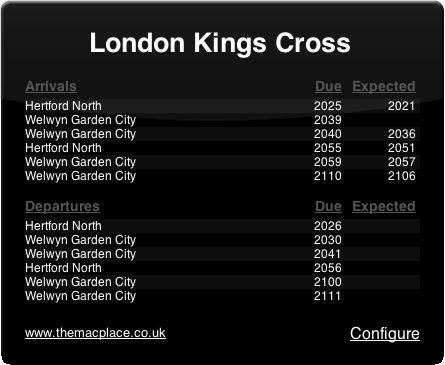 London Kings Cross
Arrivals Due Expected
Hertford North 2025 2021
Welwyn Garden City 2039
Welwyn Garden City 2040 2036
Hertford North 2055 2051
Welwyn Garden City 2059 2057
Welwyn Garden City 2110 2106
Departures Due Expected
Hertford North 2026
Welwyn Garden City 2030
Welwyn Garden City 2041
Hertford North 2056
Welwyn Garden City 2100
Welwyn Garden City 2111
www.themacplace.co.uk Configure